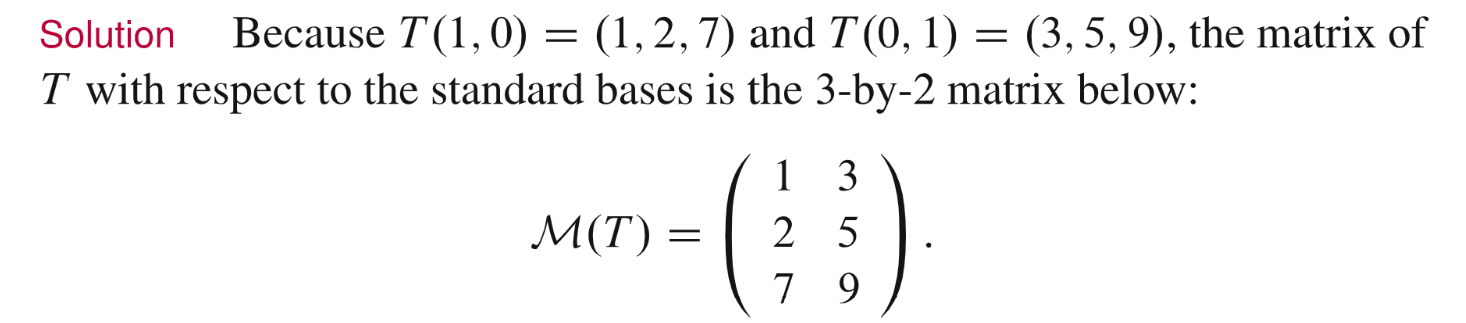 Solution Because T(1, 0) = (1, 2, 7) and T(0, 1) = (3, 5, 9), the matrix of
T with respect to the standard bases is the 3-by-2 matrix below:
1 3
ℳ(T) = ( 2 5 ) .
7 9